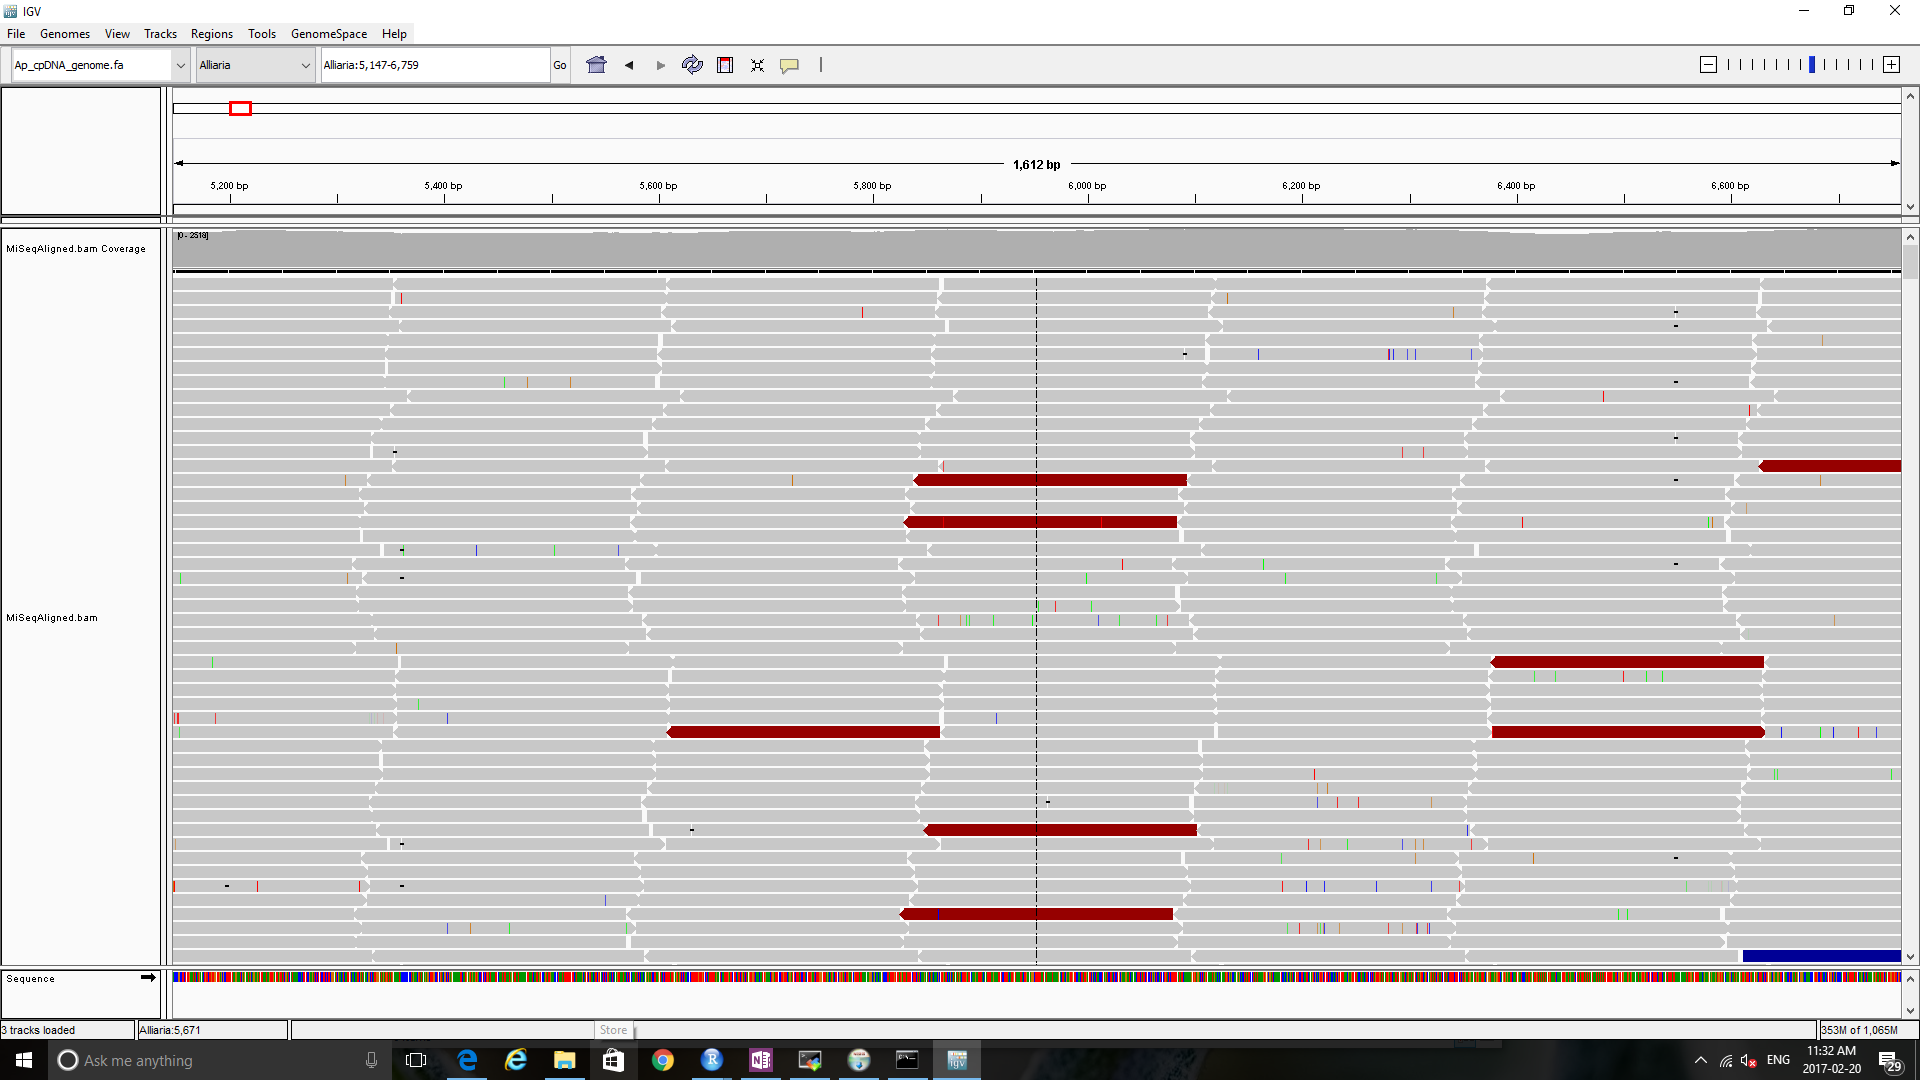 IGV
File Genomes View Tracks Regions Tools GenomeSpace Help
Ap_cpDNA_genome.fa Alliaria Alliaria:5,147-6,759 Go
1,612 bp
5,200 bp 5,400 bp 5,600 bp 5,800 bp 6,000 bp 6,200 bp 6,400 bp 6,600 bp
[0 - 2518]
MiSeqAligned.bam Coverage
MiSeqAligned.bam
Sequence
3 tracks loaded Alliaria:5,671 Store 353M of 1,065M
Ask me anything ENG 11:32 AM
2017-02-20 29